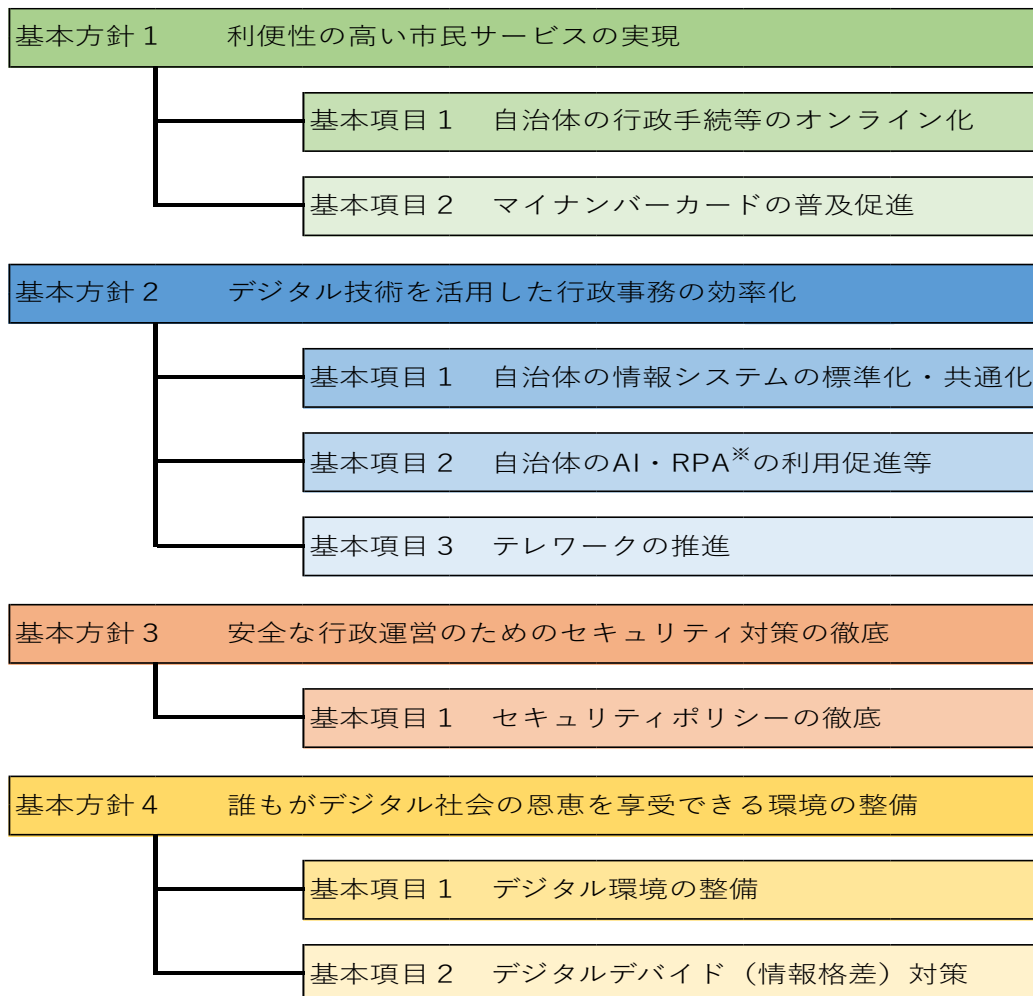 基本方針１　利便性の高い市民サービスの実現
基本項目１　自治体の行政手続等のオンライン化
基本項目２　マイナンバーカードの普及促進
基本方針２　デジタル技術を活用した行政事務の効率化
基本項目１　自治体の情報システムの標準化・共通化
基本項目２　自治体のAI・RPA※の利用促進等
基本項目３　テレワークの推進
基本方針３　安全な行政運営のためのセキュリティ対策の徹底
基本項目１　セキュリティポリシーの徹底
基本方針４　誰もがデジタル社会の恩恵を享受できる環境の整備
基本項目１　デジタル環境の整備
基本項目２　デジタルデバイド（情報格差）対策